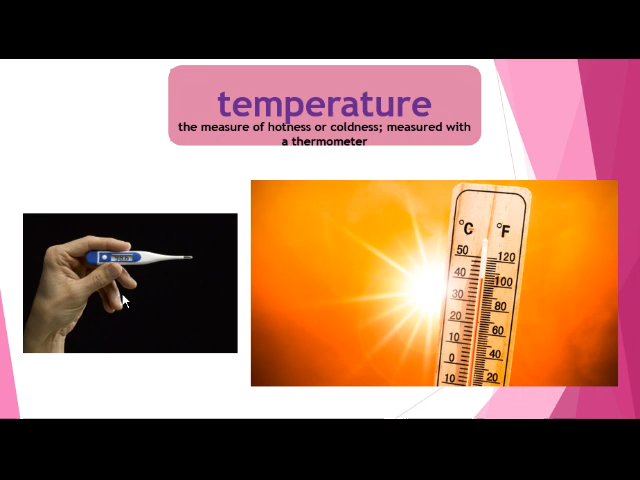 temperature
the measure of hotness or coldness; measured with
a thermometer
°C °F
50 120
40 100
30 80
20 60
10 40
0 20
10